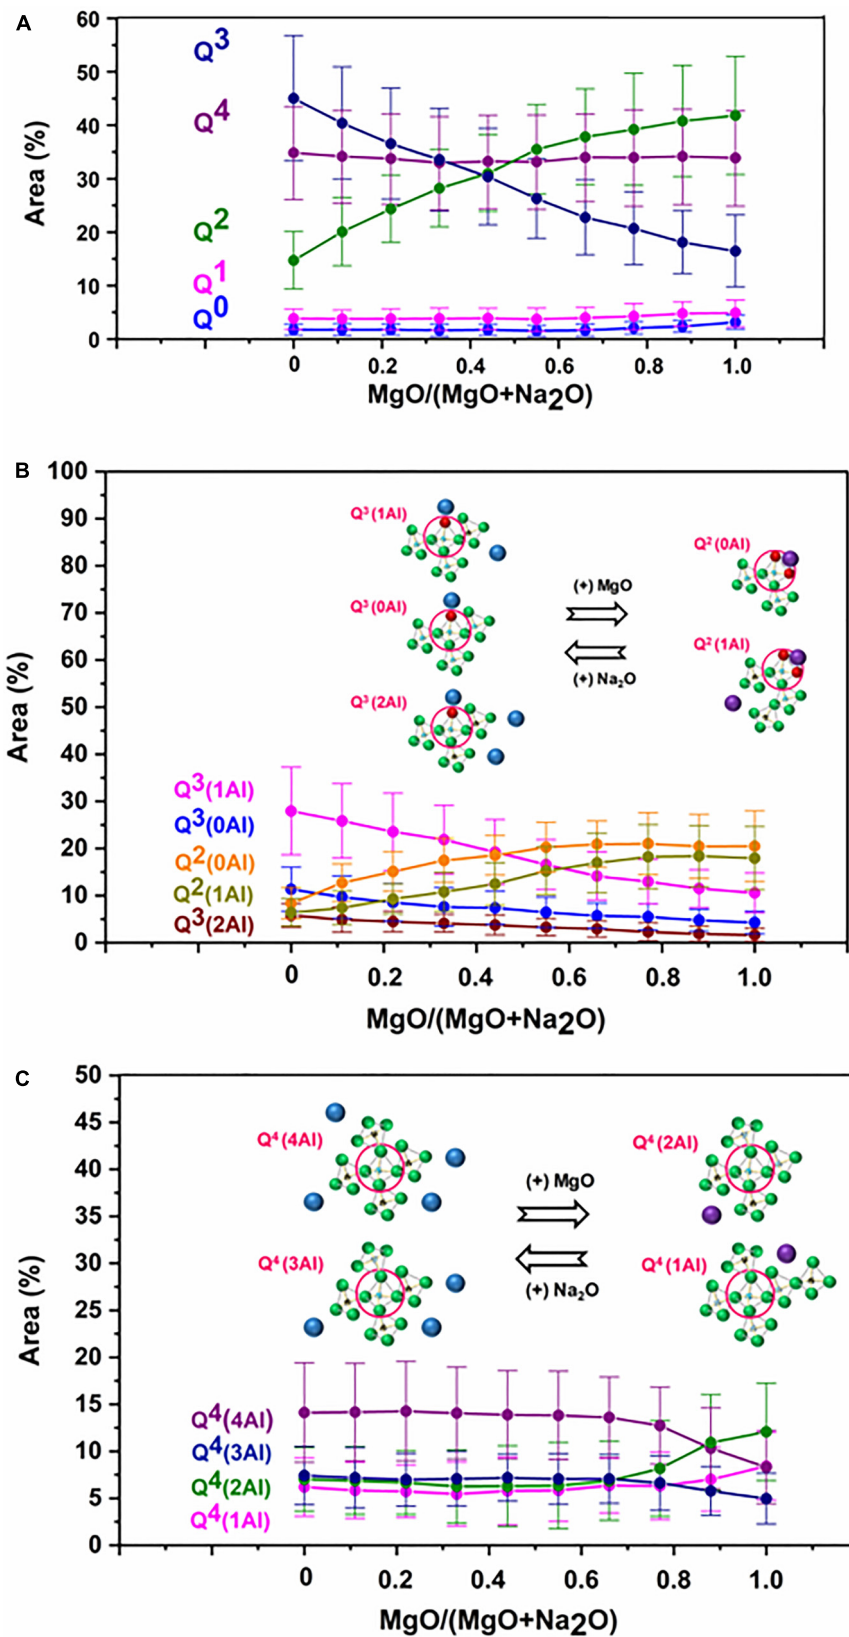 A
60
50
40
30
20
10
0
Area (%)
Q3
Q4
Q2
Q1
Q0
0 0.2 0.4 0.6 0.8 1.0
MgO/(MgO+Na2O)
B
100
90
80
70
60
50
40
30
20
10
0
Area (%)
Q3 (1Al)
Q3 (0Al)
Q3 (2Al)
(+) MgO
(+) Na2O
Q2 (0Al)
Q2 (1Al)
Q3(1Al)
Q3(0Al)
Q2(0Al)
Q2(1Al)
Q3(2Al)
0 0.2 0.4 0.6 0.8 1.0
MgO/(MgO+Na2O)
C
50
45
40
35
30
25
20
15
10
5
0
Area (%)
Q4 (4Al)
Q4 (3Al)
(+) MgO
(+) Na2O
Q4 (2Al)
Q4 (1Al)
Q4(4Al)
Q4(3Al)
Q4(2Al)
Q4(1Al)
0 0.2 0.4 0.6 0.8 1.0
MgO/(MgO+Na2O)